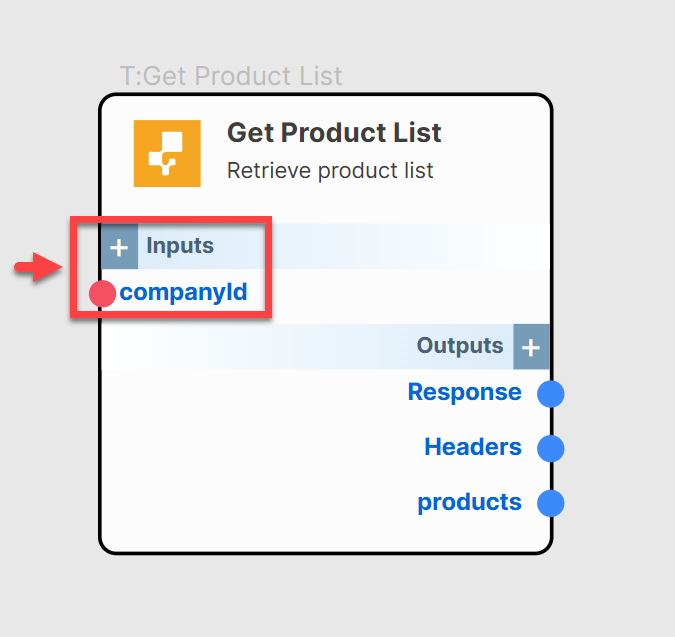 T:Get Product List
Get Product List
Retrieve product list
+ Inputs
companyId
Outputs +
Response
Headers
products